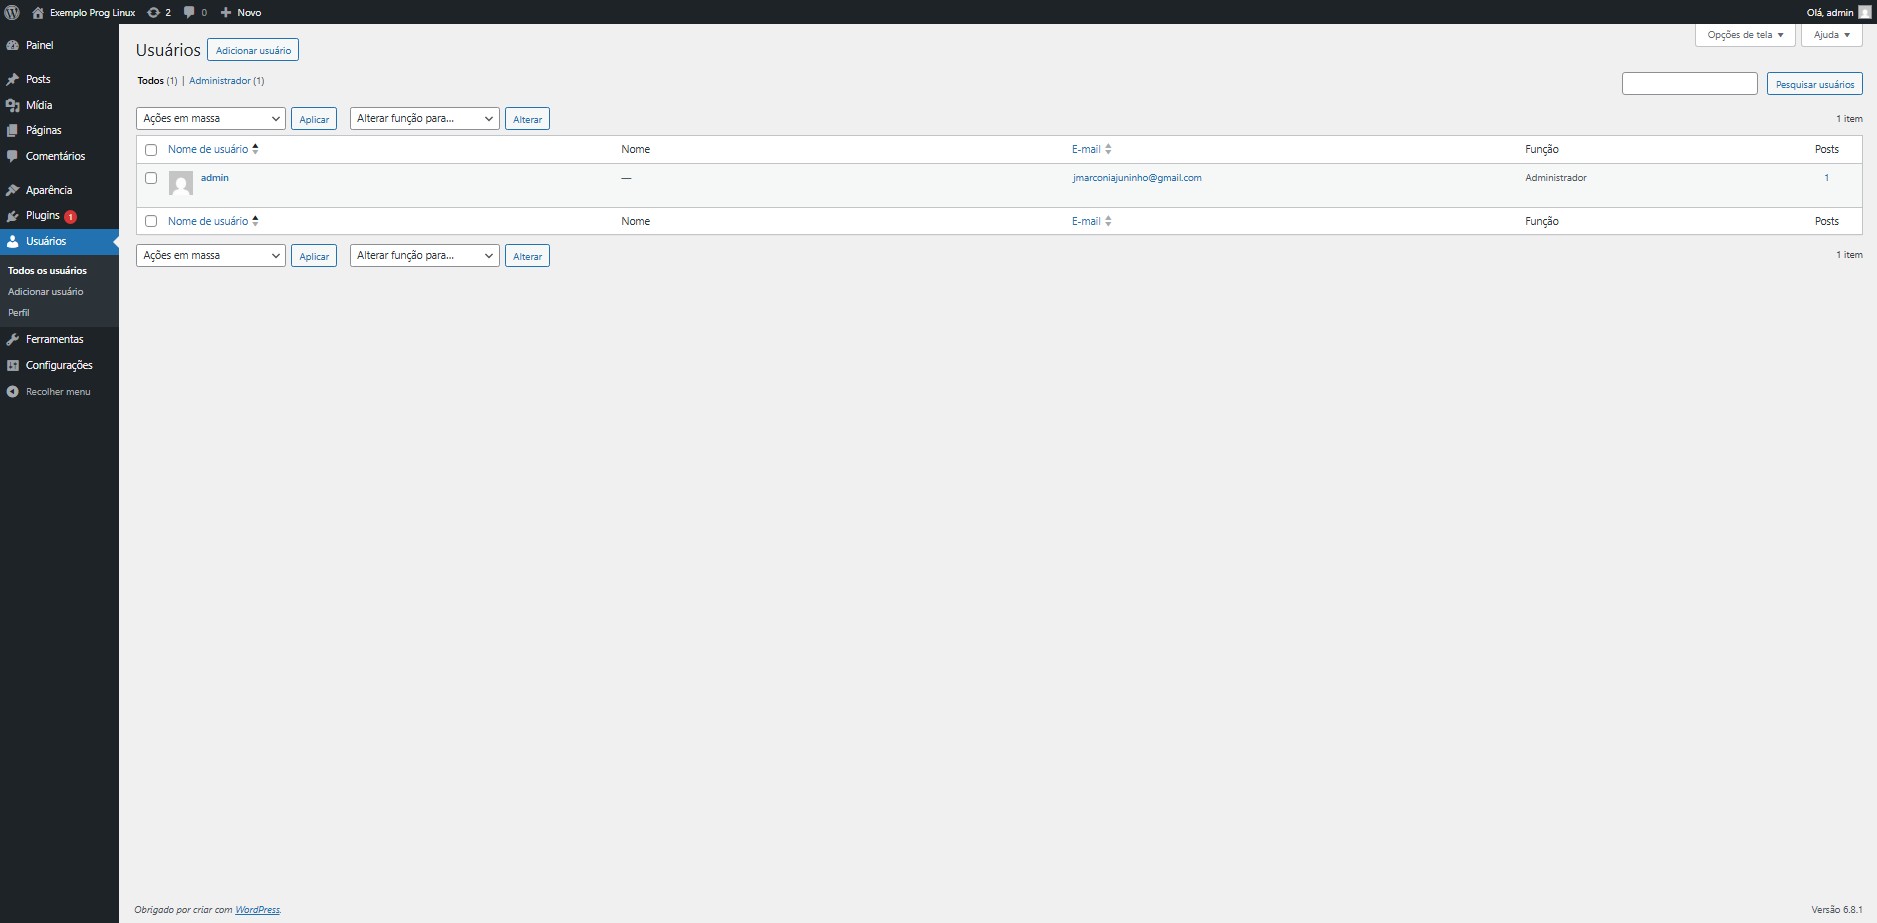 Exemplo Prog Linux 2 0 Novo Olá, admin
Painel
Posts
Mídia
Páginas
Comentários
Aparência
Plugins 1
Usuários
Todos os usuários
Adicionar usuário
Perfil
Ferramentas
Configurações
Recolher menu
Opções de tela Ajuda
Usuários Adicionar usuário
Todos (1) | Administrador (1)
Pesquisar usuários
Ações em massa Aplicar Alterar função para... Alterar 1 item
Nome de usuário Nome E-mail Função Posts
admin — jmarconiajuninho@gmail.com Administrador 1
Nome de usuário Nome E-mail Função Posts
Ações em massa Aplicar Alterar função para... Alterar 1 item
Obrigado por criar com WordPress. Versão 6.8.1